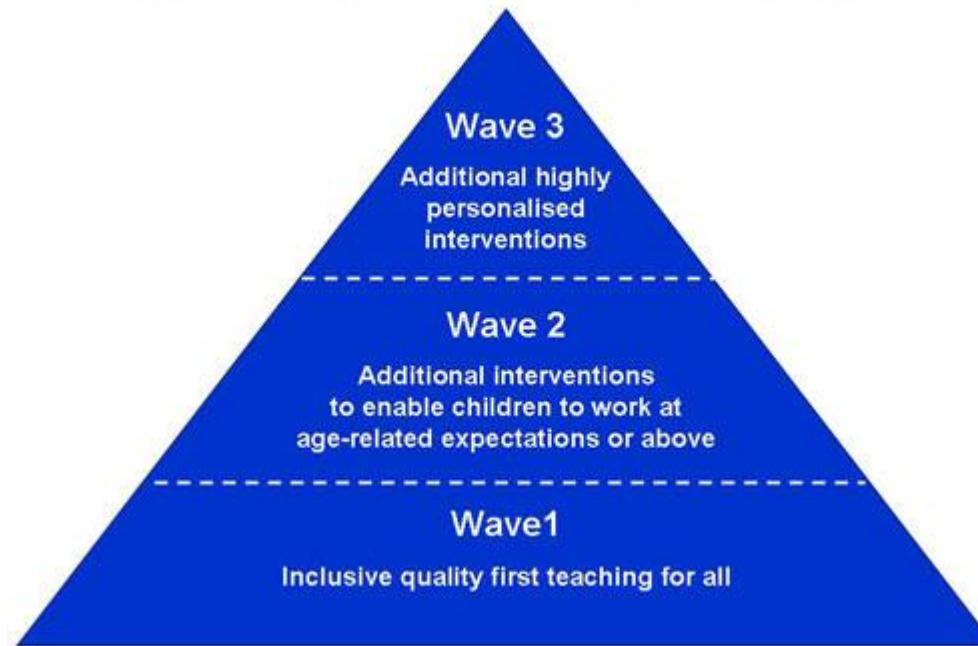 Wave 3
Additional highly
personalised
interventions
Wave 2
Additional interventions
to enable children to work at
age-related expectations or above
Wave1
Inclusive quality first teaching for all